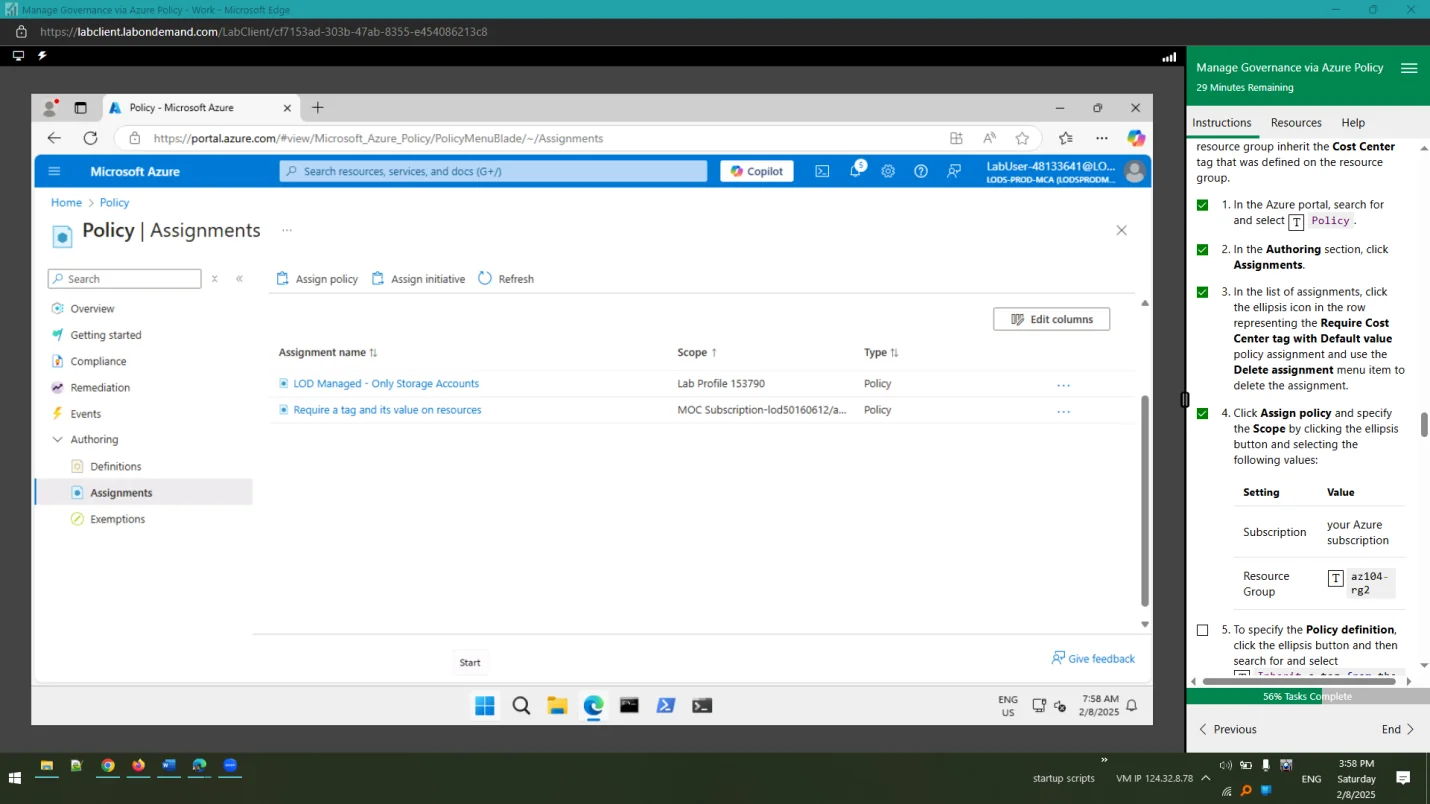 Manage Governance via Azure Policy - Work - Microsoft Edge
https://labclient.labondemand.com/LabClient/cf7153ad-303b-47ab-8355-e454086213c8
Policy - Microsoft Azure
https://portal.azure.com/#view/Microsoft_Azure_Policy/PolicyMenuBlade/~/Assignments
Microsoft Azure
Search resources, services, and docs (G+/)
Copilot
5
LabUser-48133641@LO...
LODS-PROD-MCA (LODSPRODM...
Home > Policy
Policy | Assignments
...
Search
Overview
Getting started
Compliance
Remediation
Events
Authoring
Definitions
Assignments
Exemptions
Assign policy
Assign initiative
Refresh
Edit columns
Assignment name
Scope
Type
LOD Managed - Only Storage Accounts
Lab Profile 153790
Policy
...
Require a tag and its value on resources
MOC Subscription-lod50160612/a...
Policy
...
Start
Give feedback
ENG
US
7:58 AM
2/8/2025
Manage Governance via Azure Policy
29 Minutes Remaining
Instructions
Resources
Help
resource group inherit the Cost Center
tag that was defined on the resource
group.
1. In the Azure portal, search for
and select T Policy.
2. In the Authoring section, click
Assignments.
3. In the list of assignments, click
the ellipsis icon in the row
representing the Require Cost
Center tag with Default value
policy assignment and use the
Delete assignment menu item to
delete the assignment.
4. Click Assign policy and specify
the Scope by clicking the ellipsis
button and selecting the
following values:
Setting Value
Subscription
your Azure
subscription
Resource
Group
T az104-
rg2
5. To specify the Policy definition,
click the ellipsis button and then
search for and select
T Inherit a tag from the
56% Tasks Complete
Previous
End
startup scripts
VM IP 124.32.8.78
ENG
3:58 PM
Saturday
2/8/2025